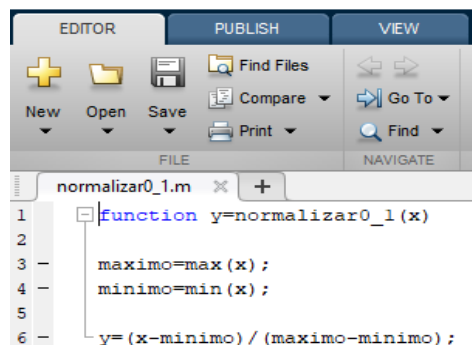 EDITOR PUBLISH VIEW
New Open Save Find Files Compare Print Go To Find
FILE NAVIGATE
normalizar0_1.m
1 function y=normalizar0_1(x)
2
3 maximo=max(x);
4 minimo=min(x);
5
6 y=(x-minimo)/(maximo-minimo);